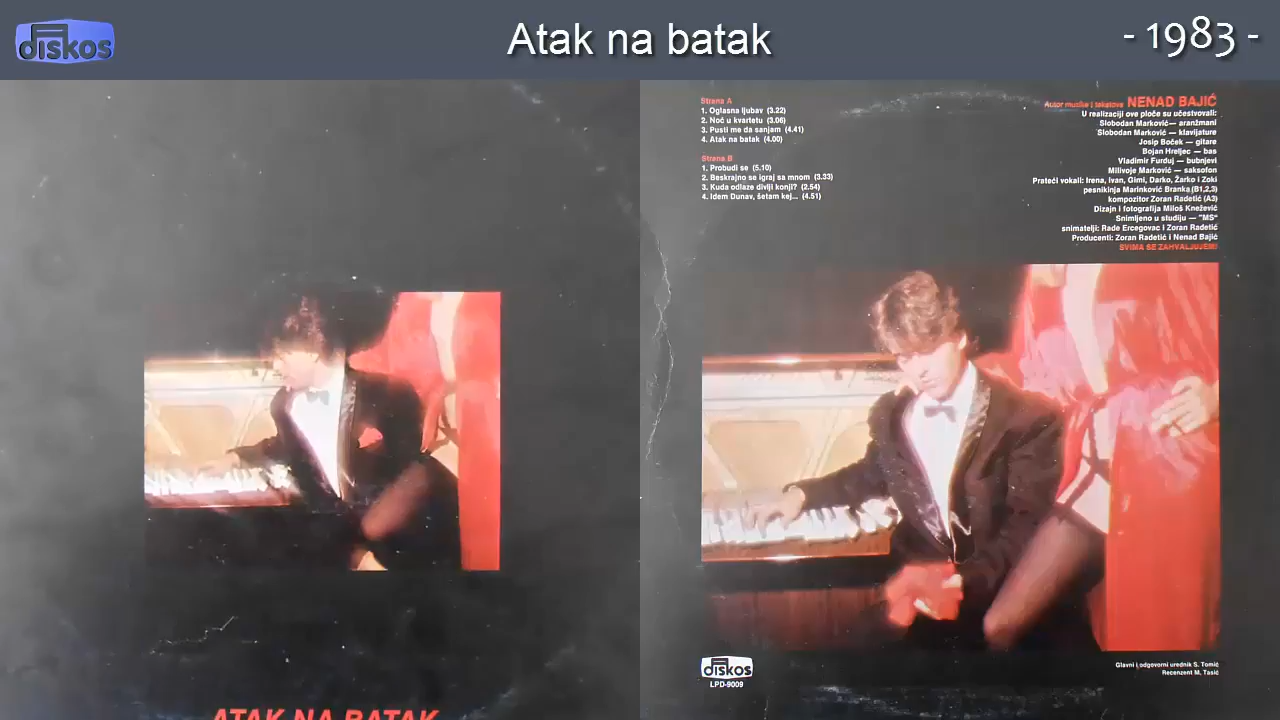 diskos
Atak na batak
- 1983 -
Strana A
1. Oglasna ljubav (3.22)
2. Noć u kvartetu (3.06)
3. Pusti me da sanjam (4.41)
4. Atak na batak (4.00)
Strana B
1. Probudi se (5.10)
2. Beskrajno se igraj sa mnom (3.33)
3. Kuda odlaze divlji konji? (2.54)
4. Idem Dunav, šetam kej... (4.51)
Autor muzike i tekstova NENAD BAJIĆ
U realizaciji ove ploče su učestvovali:
Slobodan Marković — aranžmani
Slobodan Marković — klavijature
Josip Boček — gitare
Bojan Hreljec — bas
Vladimir Furduj — bubnjevi
Milivoje Marković — saksofon
Prateći vokali: Irena, Ivan, Gimi, Darko, Žarko i Zoki
pesnikinja Marinković Branka (B1,2,3)
kompozitor Zoran Radetić (A3)
Dizajn i fotografija Miloš Knežević
Snimljeno u studiju — "MS"
snimatelji: Rade Ercegovac i Zoran Radetić
Producenti: Zoran Radetić i Nenad Bajić
SVIMA SE ZAHVALJUJEM!
ATAK NA BATAK
diskos
LPD-9009
Glavni i odgovorni urednik S. Tomić
Recenzent M. Tasić